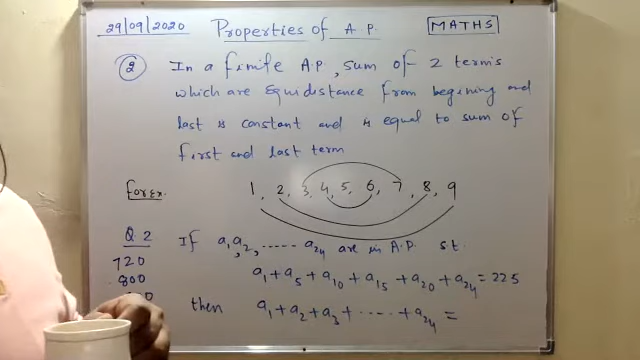 29/09/2020 Properties of A.P. MATHS
② In a finite A.P., sum of 2 terms
which are equidistance from begining and
last is constant and is equal to sum of
first and last term
For ex. 1, 2, 3, 4, 5, 6, 7, 8, 9
Q.2 If a₁, a₂, ..... a₂₄ are in A.P. s.t.
720
800
a₁ + a₅ + a₁₀ + a₁₅ + a₂₀ + a₂₄ = 225
then a₁ + a₂ + a₃ + ..... + a₂₄ =